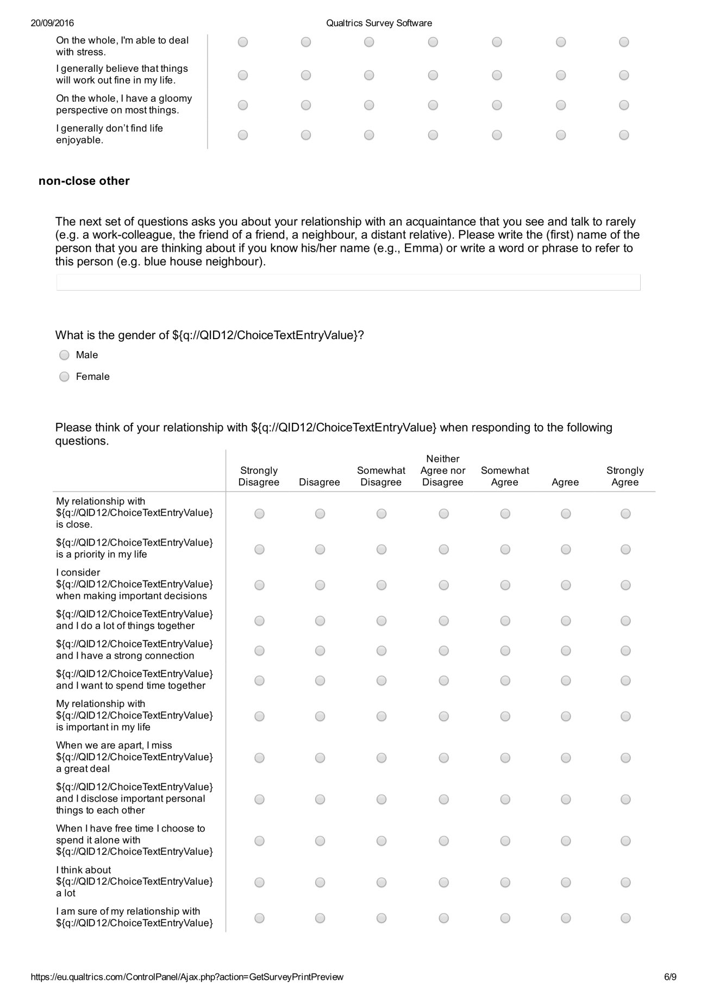 20/09/2016 Qualtrics Survey Software
On the whole, I'm able to deal
with stress.
I generally believe that things
will work out fine in my life.
On the whole, I have a gloomy
perspective on most things.
I generally don’t find life
enjoyable.
non-close other
The next set of questions asks you about your relationship with an acquaintance that you see and talk to rarely
(e.g. a work-colleague, the friend of a friend, a neighbour, a distant relative). Please write the (first) name of the
person that you are thinking about if you know his/her name (e.g., Emma) or write a word or phrase to refer to
this person (e.g. blue house neighbour).
What is the gender of ${q://QID12/ChoiceTextEntryValue}?
Male
Female
Please think of your relationship with ${q://QID12/ChoiceTextEntryValue} when responding to the following
questions.
Strongly Disagree Disagree Somewhat Disagree Neither Agree nor Disagree Somewhat Agree Agree Strongly Agree
My relationship with
${q://QID12/ChoiceTextEntryValue}
is close.
${q://QID12/ChoiceTextEntryValue}
is a priority in my life
I consider
${q://QID12/ChoiceTextEntryValue}
when making important decisions
${q://QID12/ChoiceTextEntryValue}
and I do a lot of things together
${q://QID12/ChoiceTextEntryValue}
and I have a strong connection
${q://QID12/ChoiceTextEntryValue}
and I want to spend time together
My relationship with
${q://QID12/ChoiceTextEntryValue}
is important in my life
When we are apart, I miss
${q://QID12/ChoiceTextEntryValue}
a great deal
${q://QID12/ChoiceTextEntryValue}
and I disclose important personal
things to each other
When I have free time I choose to
spend it alone with
${q://QID12/ChoiceTextEntryValue}
I think about
${q://QID12/ChoiceTextEntryValue}
a lot
I am sure of my relationship with
${q://QID12/ChoiceTextEntryValue}
https://eu.qualtrics.com/ControlPanel/Ajax.php?action=GetSurveyPrintPreview 6/9